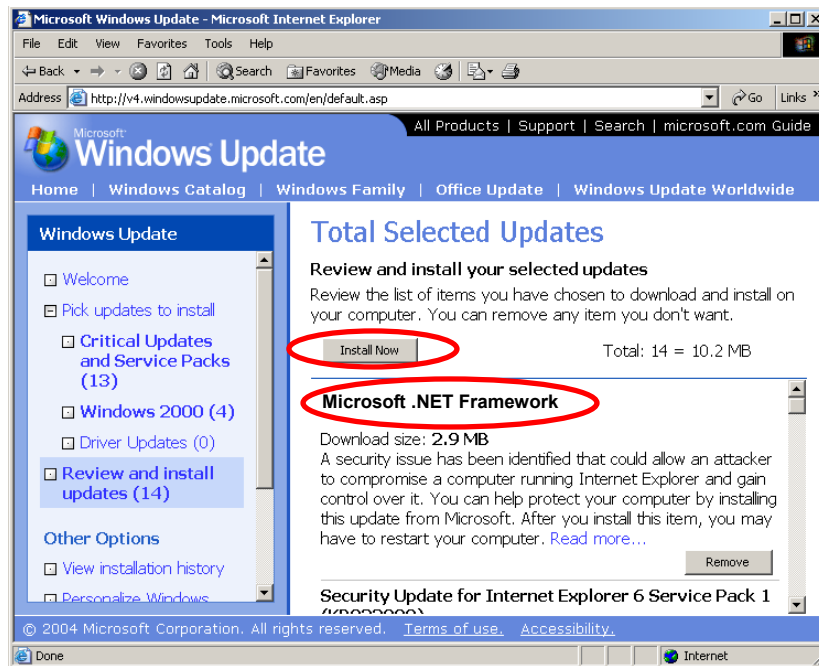 Microsoft Windows Update - Microsoft Internet Explorer
File Edit View Favorites Tools Help
Back Search Favorites Media
Address http://v4.windowsupdate.microsoft.com/en/default.asp Go Links »
All Products | Support | Search | microsoft.com Guide
Microsoft
Windows Update
Home | Windows Catalog | Windows Family | Office Update | Windows Update Worldwide
Windows Update
Welcome
Pick updates to install
Critical Updates
and Service Packs
(13)
Windows 2000 (4)
Driver Updates (0)
Review and install
updates (14)
Other Options
View installation history
Personalize Windows
Total Selected Updates
Review and install your selected updates
Review the list of items you have chosen to download and install on
your computer. You can remove any item you don't want.
Install Now Total: 14 = 10.2 MB
Microsoft .NET Framework
Download size: 2.9 MB
A security issue has been identified that could allow an attacker
to compromise a computer running Internet Explorer and gain
control over it. You can help protect your computer by installing
this update from Microsoft. After you install this item, you may
have to restart your computer. Read more...
Remove
Security Update for Internet Explorer 6 Service Pack 1
© 2004 Microsoft Corporation. All rights reserved. Terms of use. Accessibility.
Done Internet